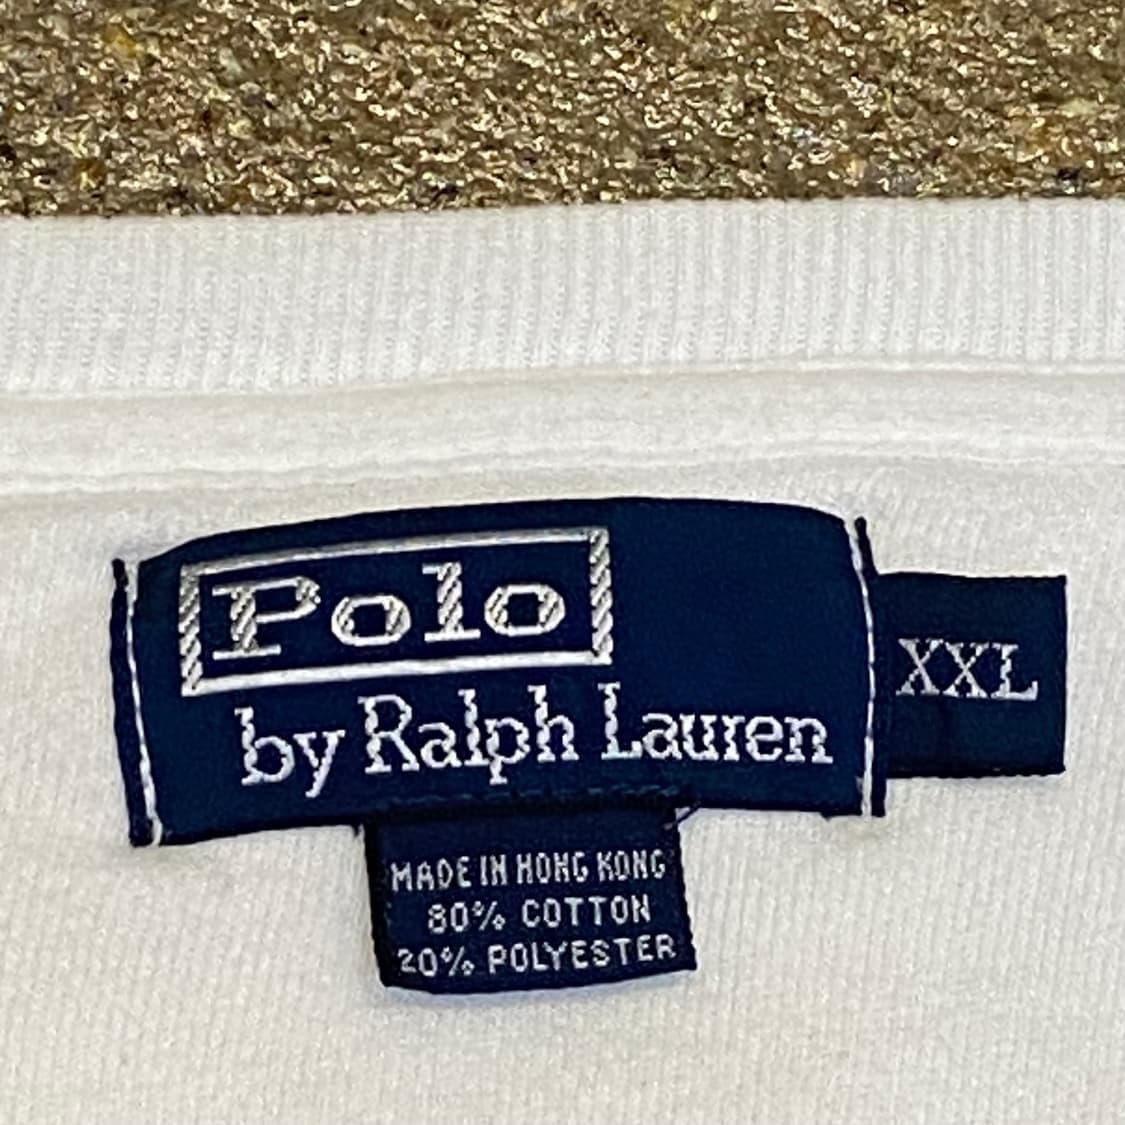 Polo
by Ralph Lauren
XXL
MADE IN HONG KONG
80% COTTON
20% POLYESTER